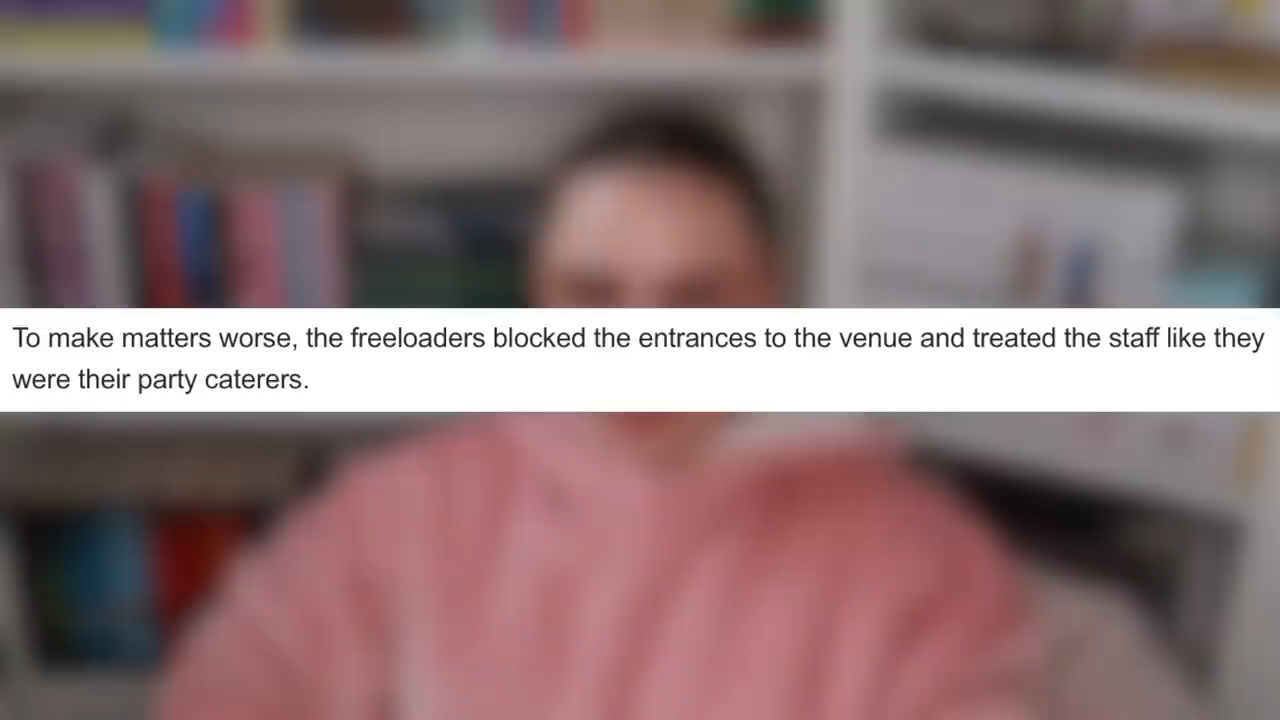 To make matters worse, the freeloaders blocked the entrances to the venue and treated the staff like they
were their party caterers.